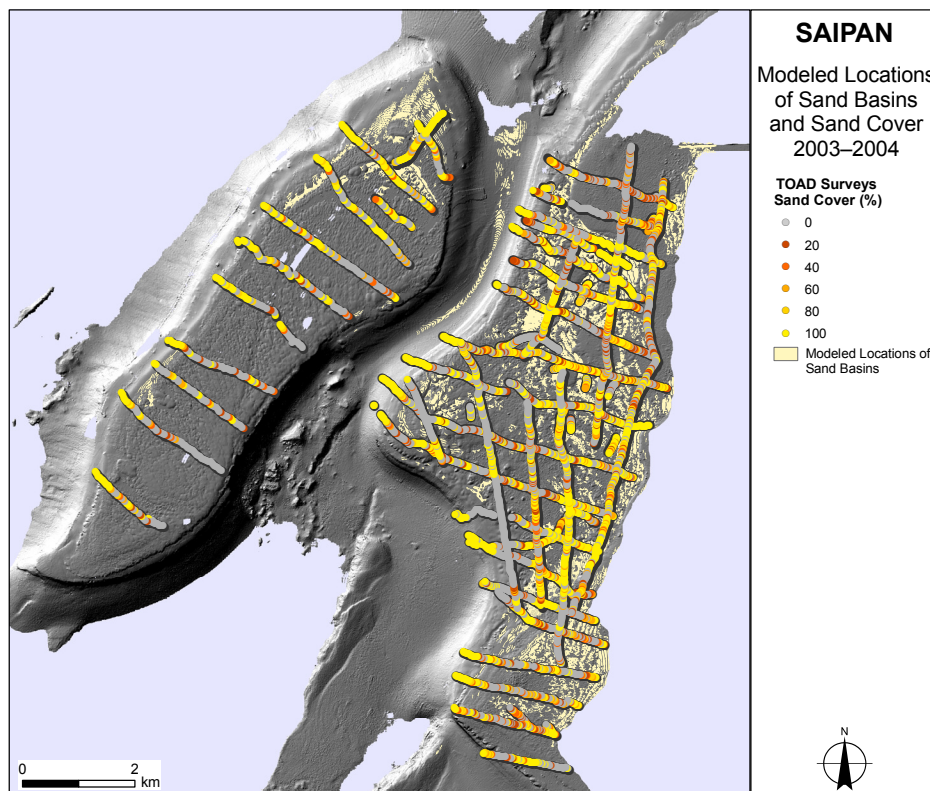 SAIPAN
Modeled Locations
of Sand Basins
and Sand Cover
2003–2004
TOAD Surveys
Sand Cover (%)
0
20
40
60
80
100
Modeled Locations of
Sand Basins
N
0 2
km